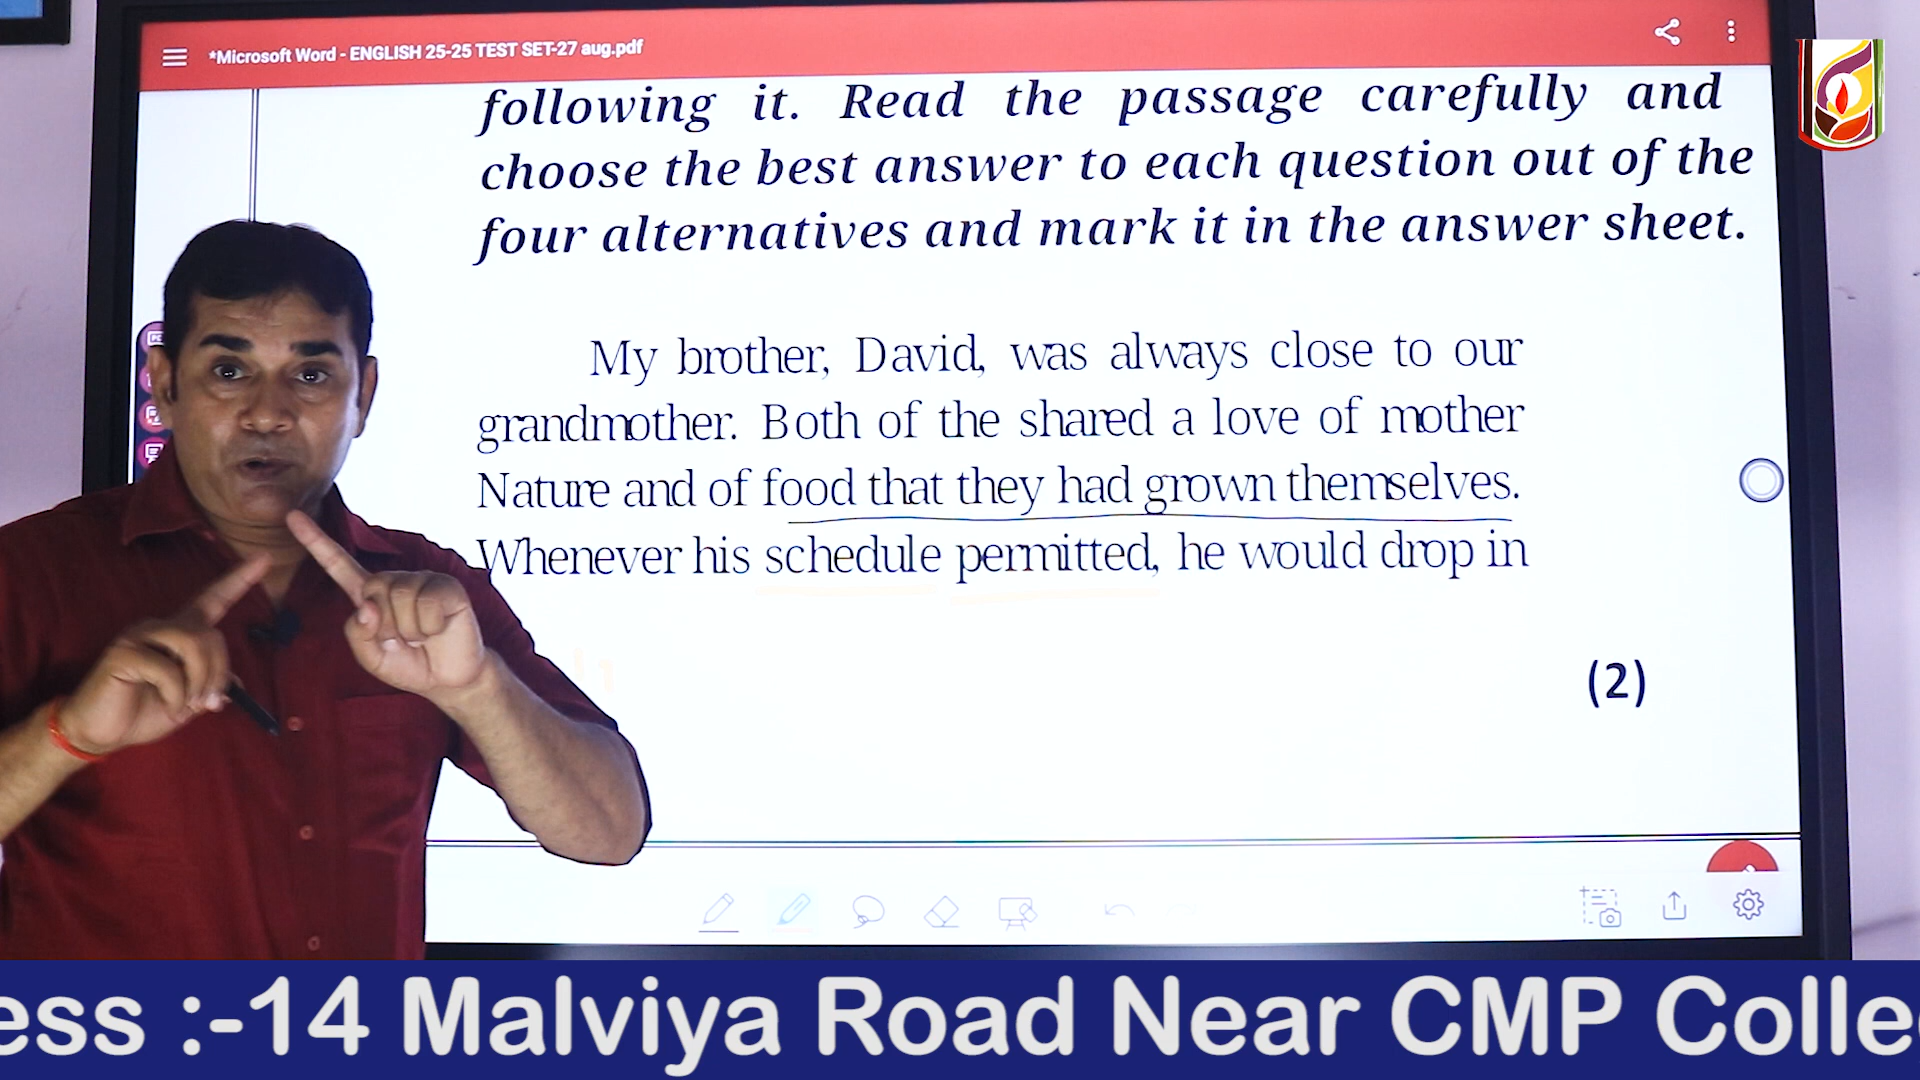 *Microsoft Word - ENGLISH 25-25 TEST SET-27 aug.pdf
following it. Read the passage carefully and
choose the best answer to each question out of the
four alternatives and mark it in the answer sheet.
My brother, David, was always close to our
grandmother. Both of the shared a love of mother
Nature and of food that they had grown themselves.
Whenever his schedule permitted, he would drop in
(2)
ess :-14 Malviya Road Near CMP Colle